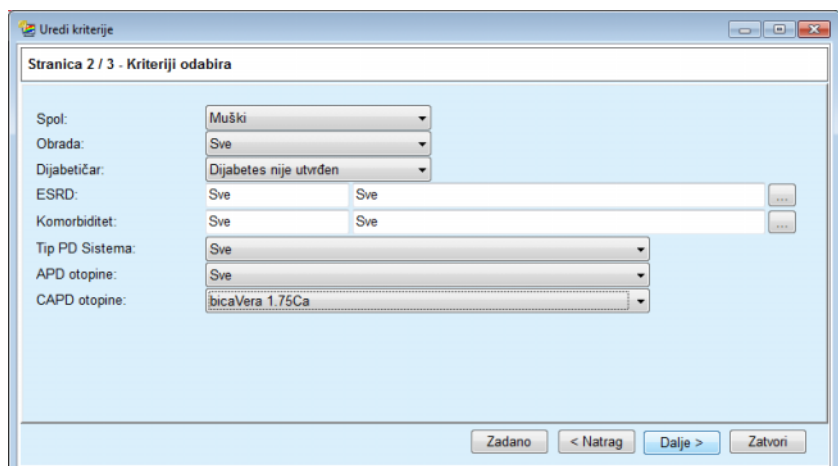 Uredi kriterije
Stranica 2 / 3 - Kriteriji odabira
Spol: Muški
Obrada: Sve
Dijabetičar: Dijabetes nije utvrđen
ESRD: Sve Sve ...
Komorbiditet: Sve Sve ...
Tip PD Sistema: Sve
APD otopine: Sve
CAPD otopine: bicaVera 1.75Ca
Zadano < Natrag Dalje > Zatvori